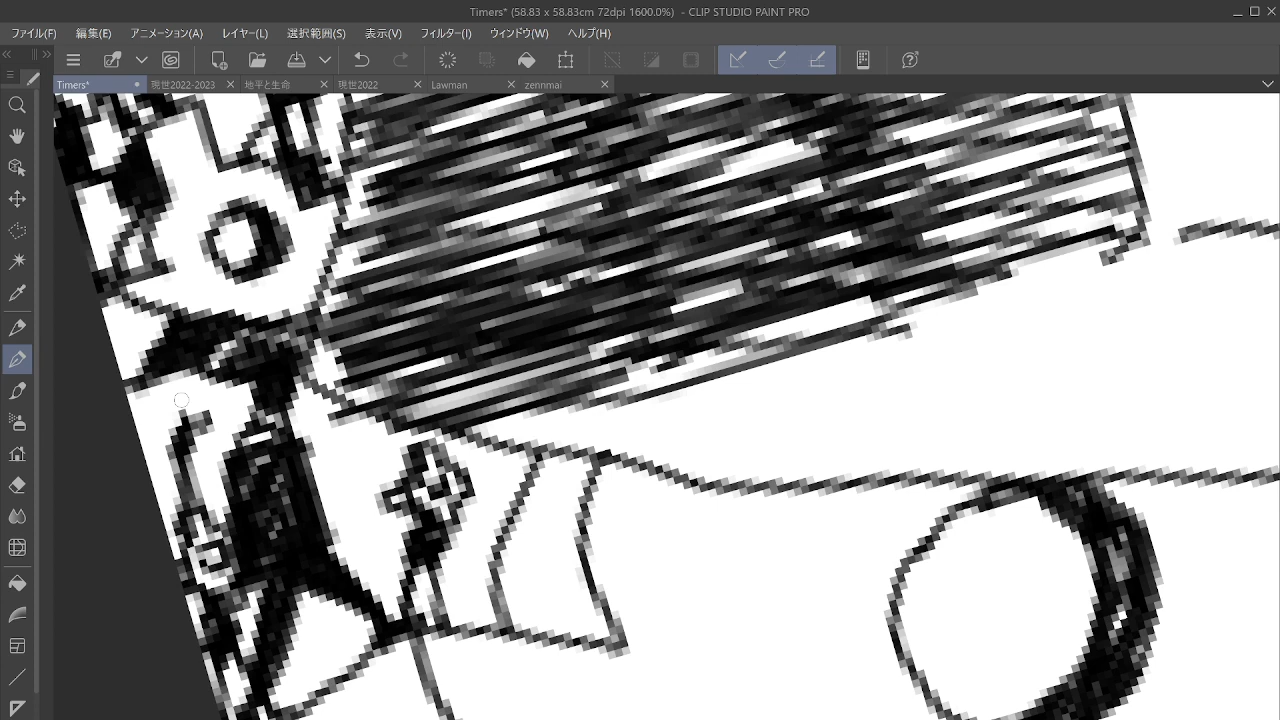 Timers* (58.83 x 58.83cm 72dpi 1600.0%)  - CLIP STUDIO PAINT PRO
ファイル(F) 編集(E) アニメーション(A) レイヤー(L) 選択範囲(S) 表示(V) フィルター(I) ウィンドウ(W) ヘルプ(H)
Timers* 現世2022-2023 地平と生命 現世2022 Lawman zennmai